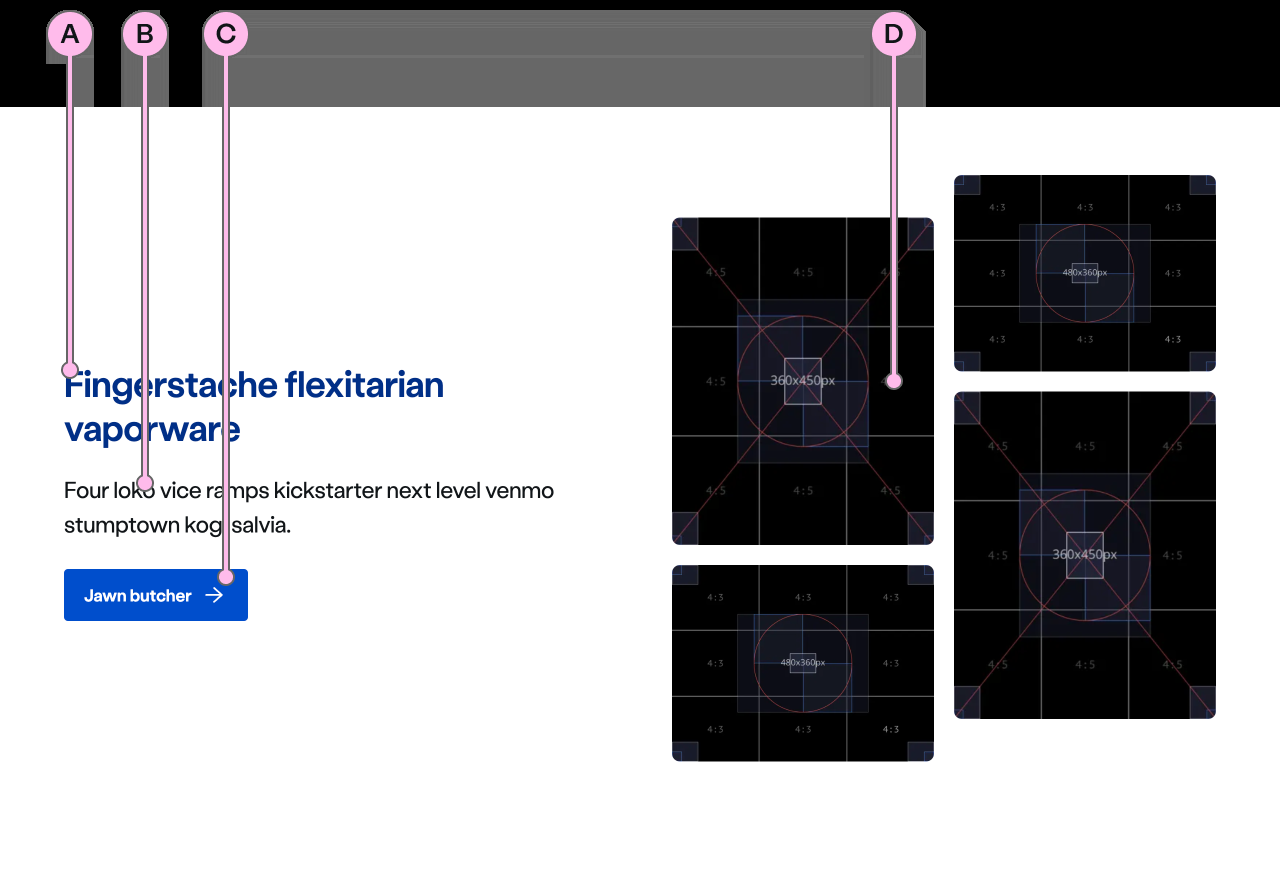 A B C D
Fingerstache flexitarian
vaporware
Four loko vice ramps kickstarter next level venmo
stumptown kogi salvia.
Jawn butcher
4:5 4:5 4:5
4:5 360x450px
4:5 4:5 4:5
4:3 4:3 4:3
4:3 480x360px 4:3
4:3 4:3 4:3
4:3 4:3 4:3
4:3 480x360px 4:3
4:3 4:3 4:3
4:5 4:5 4:5
4:5 360x450px 4:5
4:5 4:5 4:5